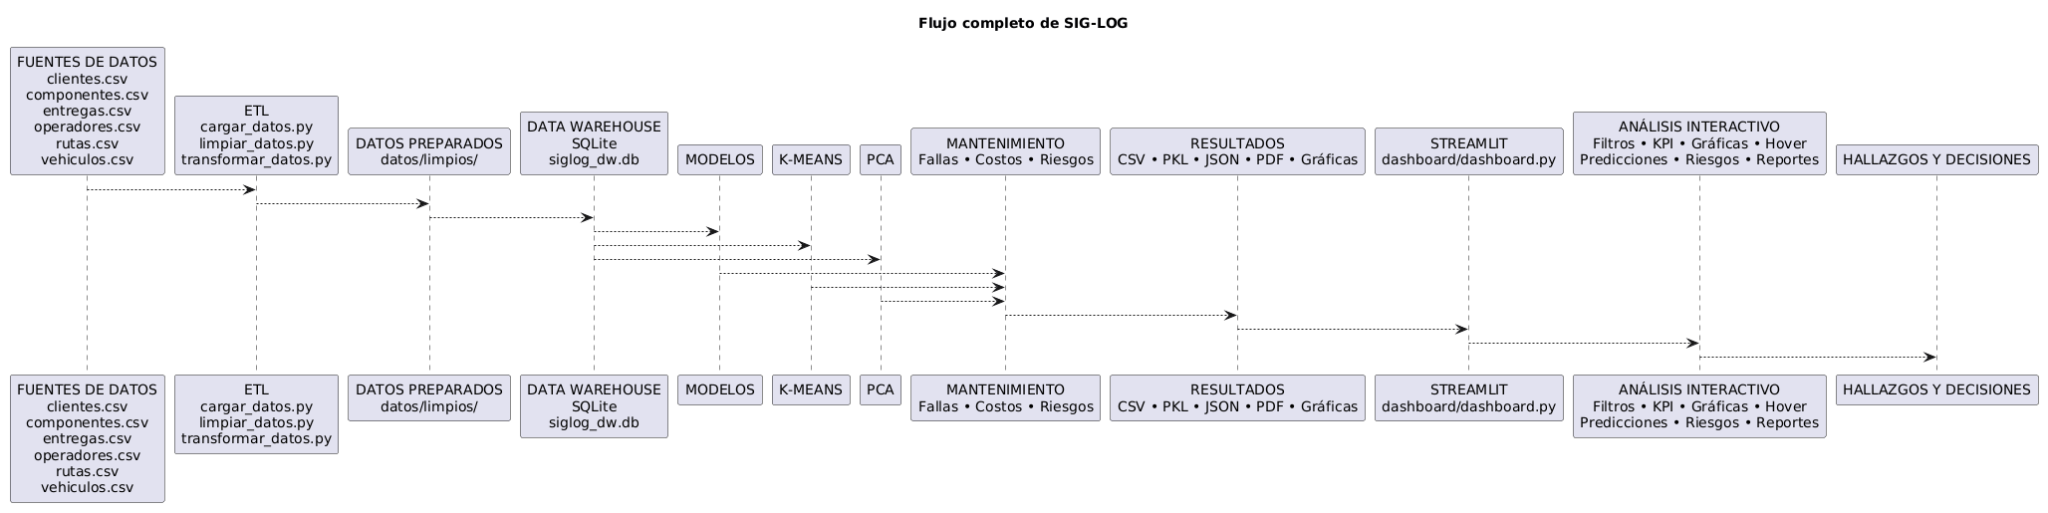 Flujo completo de SIG-LOG
FUENTES DE DATOS
clientes.csv
componentes.csv
entregas.csv
operadores.csv
rutas.csv
vehiculos.csv
ETL
cargar_datos.py
limpiar_datos.py
transformar_datos.py
DATOS PREPARADOS
datos/limpios/
DATA WAREHOUSE
SQLite
siglog_dw.db
MODELOS
K-MEANS
PCA
MANTENIMIENTO
Fallas • Costos • Riesgos
RESULTADOS
CSV • PKL • JSON • PDF • Gráficas
STREAMLIT
dashboard/dashboard.py
ANÁLISIS INTERACTIVO
Filtros • KPI • Gráficas • Hover
Predicciones • Riesgos • Reportes
HALLAZGOS Y DECISIONES
FUENTES DE DATOS
clientes.csv
componentes.csv
entregas.csv
operadores.csv
rutas.csv
vehiculos.csv
ETL
cargar_datos.py
limpiar_datos.py
transformar_datos.py
DATOS PREPARADOS
datos/limpios/
DATA WAREHOUSE
SQLite
siglog_dw.db
MODELOS
K-MEANS
PCA
MANTENIMIENTO
Fallas • Costos • Riesgos
RESULTADOS
CSV • PKL • JSON • PDF • Gráficas
STREAMLIT
dashboard/dashboard.py
ANÁLISIS INTERACTIVO
Filtros • KPI • Gráficas • Hover
Predicciones • Riesgos • Reportes
HALLAZGOS Y DECISIONES